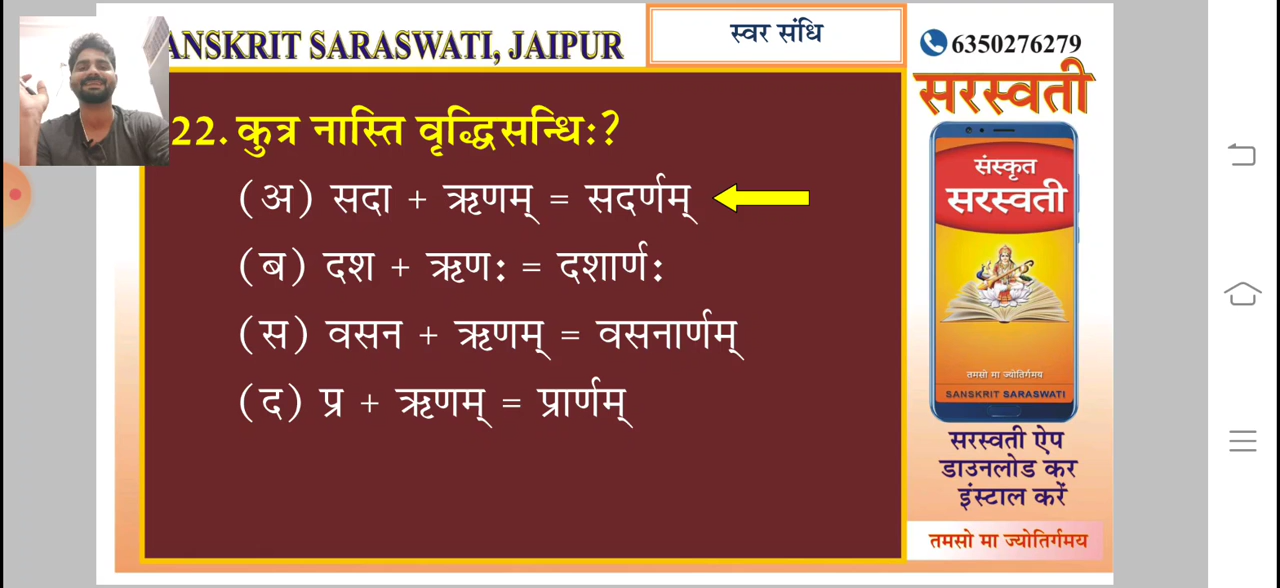 ANSKRIT SARASWATI, JAIPUR
स्वर संधि
6350276279
सरस्वती
22. कुत्र नास्ति वृद्धिसन्धिः?
(अ) सदा + ऋणम् = सदर्णम्
(ब) दश + ऋणः = दशार्णः
(स) वसन + ऋणम् = वसनार्णम्
(द) प्र + ऋणम् = प्रार्णम्
संस्कृत
सरस्वती
तमसो मा ज्योतिर्गमय
SANSKRIT SARASWATI
सरस्वती ऐप
डाउनलोड कर
इंस्टाल करें
तमसो मा ज्योतिर्गमय